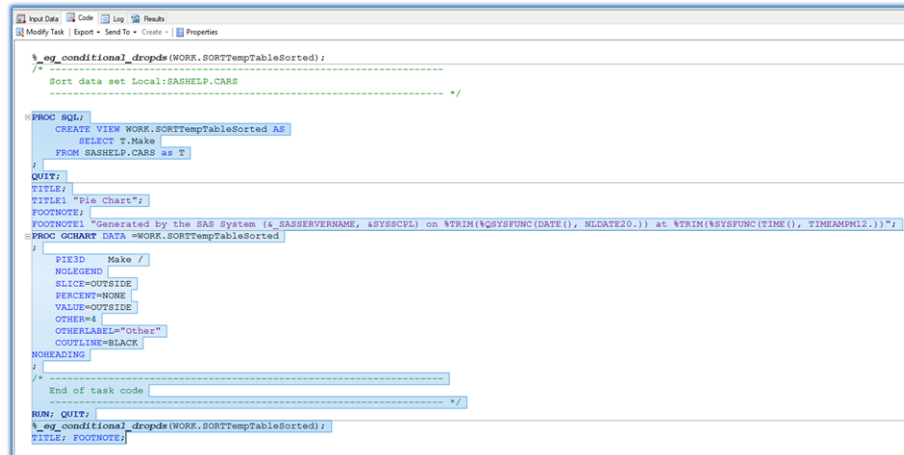 Input Data Code Log Results
Modify Task Export Send To Create Properties
%_eg_conditional_dropds(WORK.SORTTempTableSorted);
/* -------------------------------------------------------------------
Sort data set Local:SASHELP.CARS
------------------------------------------------------------------- */
PROC SQL;
CREATE VIEW WORK.SORTTempTableSorted AS
SELECT T.Make
FROM SASHELP.CARS as T
;
QUIT;
TITLE;
TITLE1 "Pie Chart";
FOOTNOTE;
FOOTNOTE1 "Generated by the SAS System (&_SASSERVERNAME, &SYSSCPL) on %TRIM(%QSYSFUNC(DATE(), NLDATE20.)) at %TRIM(%SYSFUNC(TIME(), TIMEAMPM12.))";
PROC GCHART DATA =WORK.SORTTempTableSorted
;
PIE3D Make /
NOLEGEND
SLICE=OUTSIDE
PERCENT=NONE
VALUE=OUTSIDE
OTHER=4
OTHERLABEL="Other"
COUTLINE=BLACK
NOHEADING
;
/* -------------------------------------------------------------------
End of task code
------------------------------------------------------------------- */
RUN; QUIT;
%_eg_conditional_dropds(WORK.SORTTempTableSorted);
TITLE; FOOTNOTE;